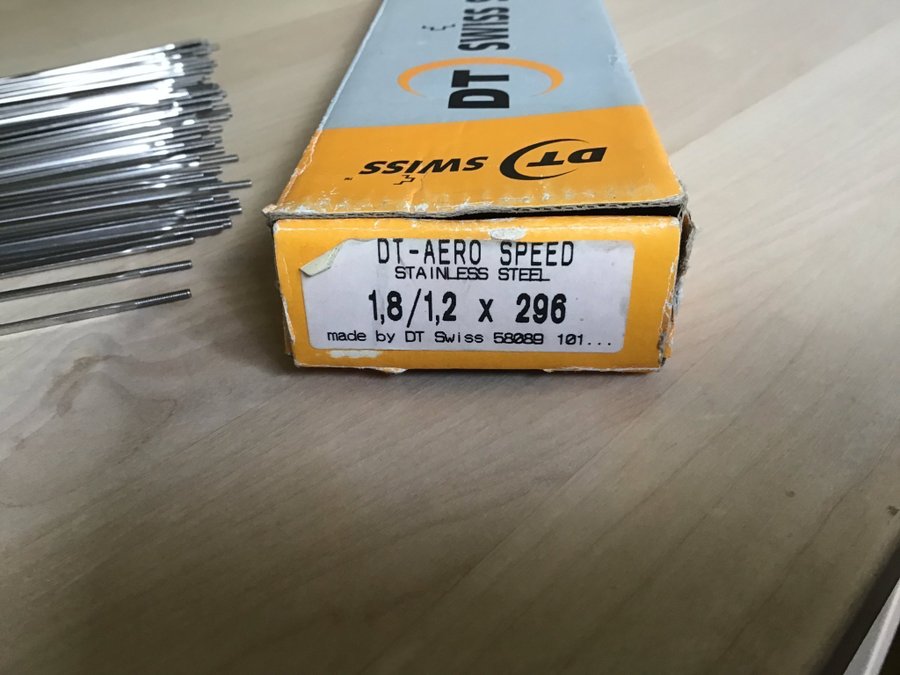 DT SWISS
DT SWISS™
DT-AERO SPEED
STAINLESS STEEL
1,8/1,2 x 296
made by DT Swiss 58089 101...